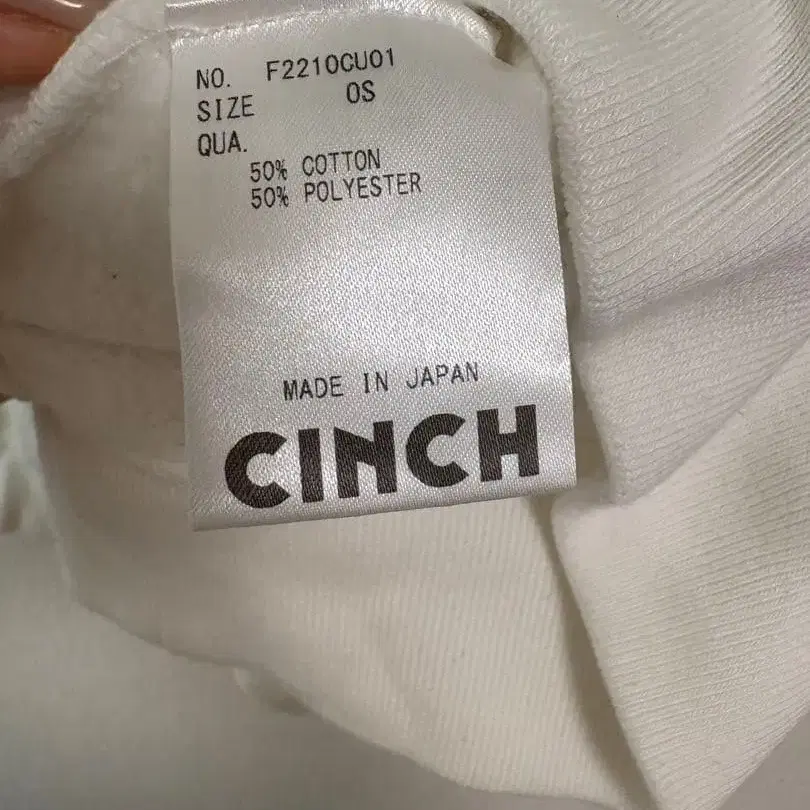 NO. F2210CU01
SIZE OS
QUA.
50% COTTON
50% POLYESTER
MADE IN JAPAN
CINCH